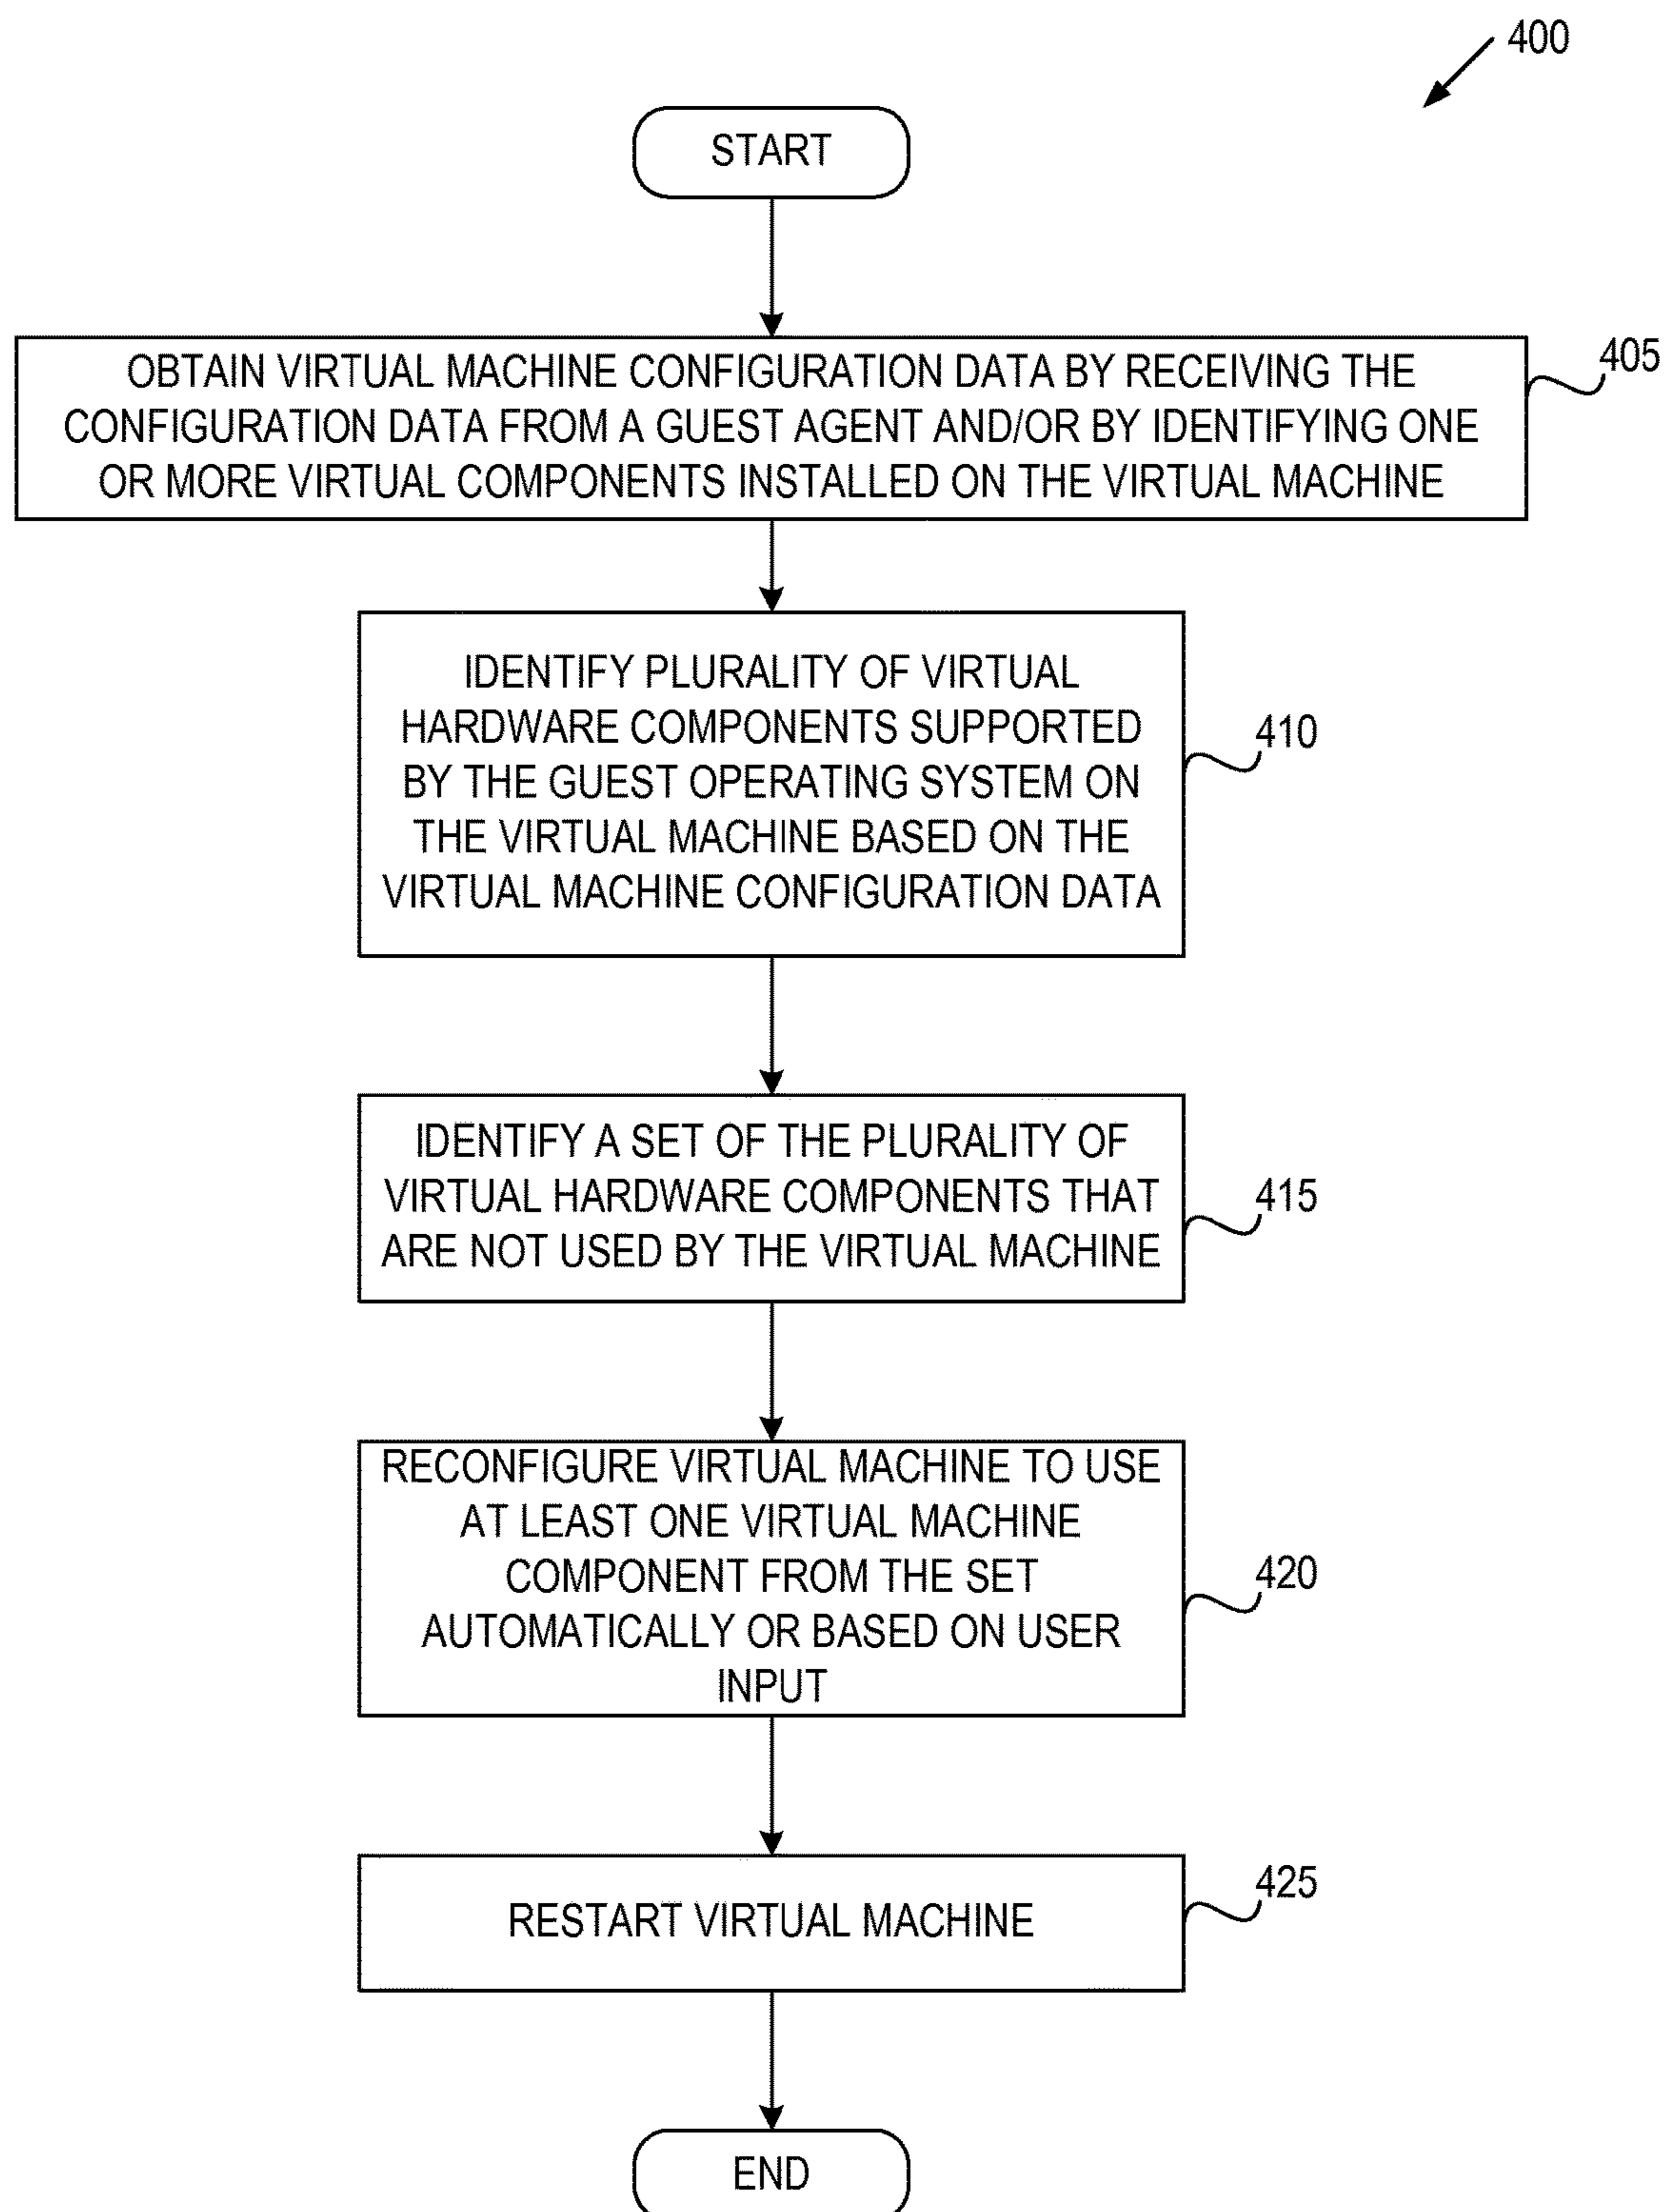 400
START
OBTAIN VIRTUAL MACHINE CONFIGURATION DATA BY RECEIVING THE
CONFIGURATION DATA FROM A GUEST AGENT AND/OR BY IDENTIFYING ONE
OR MORE VIRTUAL COMPONENTS INSTALLED ON THE VIRTUAL MACHINE
405
IDENTIFY PLURALITY OF VIRTUAL
HARDWARE COMPONENTS SUPPORTED
BY THE GUEST OPERATING SYSTEM ON
THE VIRTUAL MACHINE BASED ON THE
VIRTUAL MACHINE CONFIGURATION DATA
410
IDENTIFY A SET OF THE PLURALITY OF
VIRTUAL HARDWARE COMPONENTS THAT
ARE NOT USED BY THE VIRTUAL MACHINE
415
RECONFIGURE VIRTUAL MACHINE TO USE
AT LEAST ONE VIRTUAL MACHINE
COMPONENT FROM THE SET
AUTOMATICALLY OR BASED ON USER
INPUT
420
RESTART VIRTUAL MACHINE
425
END